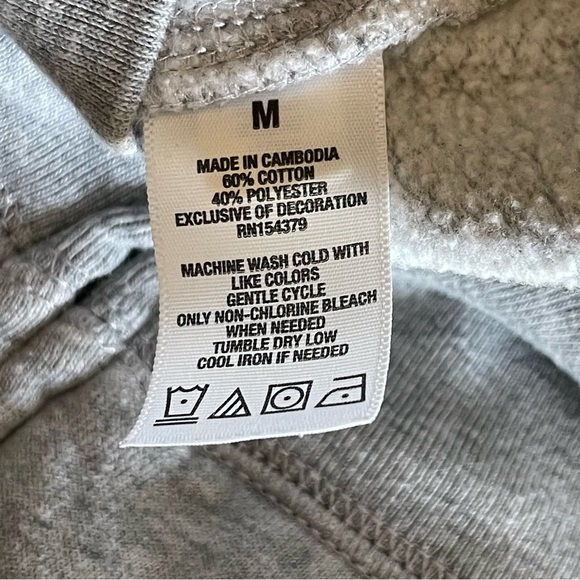 M
MADE IN CAMBODIA
60% COTTON
40% POLYESTER
EXCLUSIVE OF DECORATION
RN154379
MACHINE WASH COLD WITH
LIKE COLORS
GENTLE CYCLE
ONLY NON-CHLORINE BLEACH
WHEN NEEDED
TUMBLE DRY LOW
COOL IRON IF NEEDED